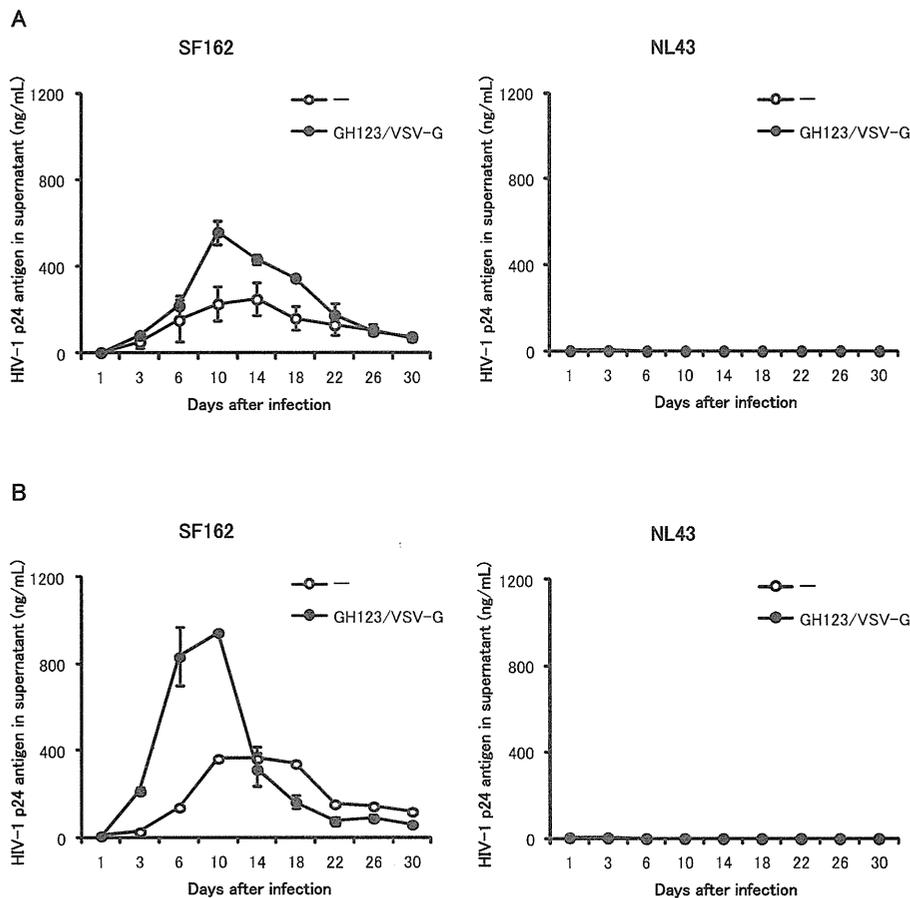 A
SF162
HIV-1 p24 antigen in supernatant (ng/mL)
1200
800
400
0
—
GH123/VSV-G
1 3 6 10 14 18 22 26 30
Days after infection
NL43
HIV-1 p24 antigen in supernatant (ng/mL)
1200
800
400
0
—
GH123/VSV-G
1 3 6 10 14 18 22 26 30
Days after infection
B
SF162
HIV-1 p24 antigen in supernatant (ng/mL)
1200
800
400
0
—
GH123/VSV-G
1 3 6 10 14 18 22 26 30
Days after infection
NL43
HIV-1 p24 antigen in supernatant (ng/mL)
1200
800
400
0
—
GH123/VSV-G
1 3 6 10 14 18 22 26 30
Days after infection